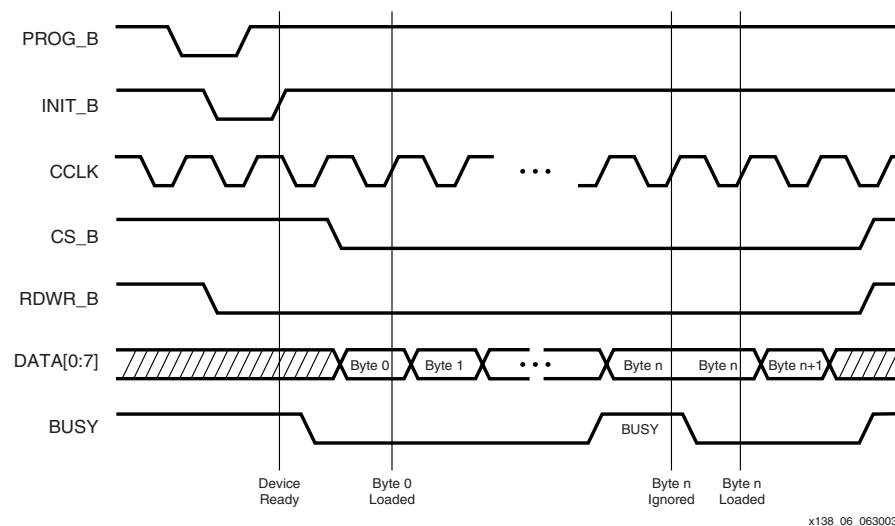 PROG_B
INIT_B
CCLK
CS_B
RDWR_B
DATA[0:7]
Byte 0
Byte 1
Byte n
Byte n
Byte n+1
BUSY
BUSY
Device
Ready
Byte 0
Loaded
Byte n
Ignored
Byte n
Loaded
x138_06_063003